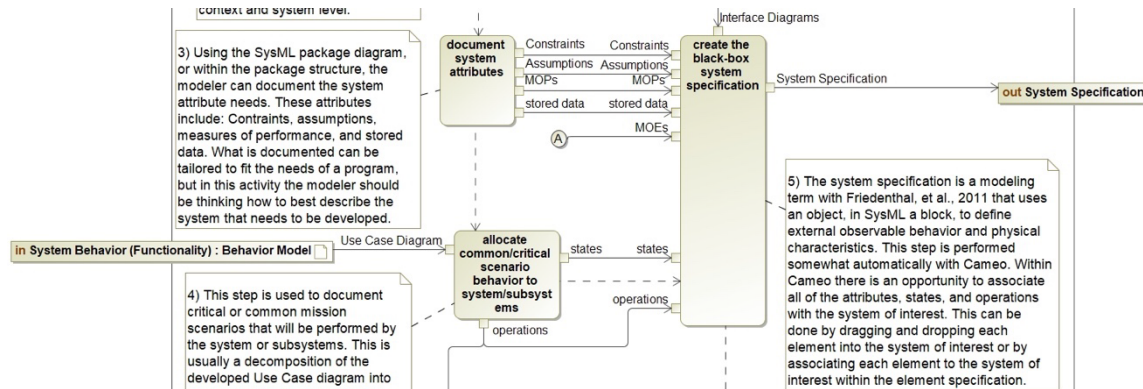 context and system level.
Interface Diagrams
3) Using the SysML package diagram,
or within the package structure, the
modeler can document the system
attribute needs. These attributes
include: Contraints, assumptions,
measures of performance, and stored
data. What is documented can be
tailored to fit the needs of a program,
but in this activity the modeler should
be thinking how to best describe the
system that needs to be developed.
document
system
attributes
Constraints
Assumptions
MOPs
stored data
Constraints
Assumptions
MOPs
stored data
A
MOEs
create the
black-box
system
specification
System Specification
out System Specification
in System Behavior (Functionality) : Behavior Model
Use Case Diagram
allocate
common/critical
scenario
behavior to
system/subsyst
ems
states
states
operations
operations
4) This step is used to document
critical or common mission
scenarios that will be performed by
the system or subsystems. This is
usually a decomposition of the
developed Use Case diagram into
5) The system specification is a modeling
term with Friedenthal, et al., 2011 that uses
an object, in SysML a block, to define
external observable behavior and physical
characteristics. This step is performed
somewhat automatically with Cameo. Within
Cameo there is an opportunity to associate
all of the attributes, states, and operations
with the system of interest. This can be
done by dragging and dropping each
element into the system of interest or by
associating each element to the system of
interest within the element specification.